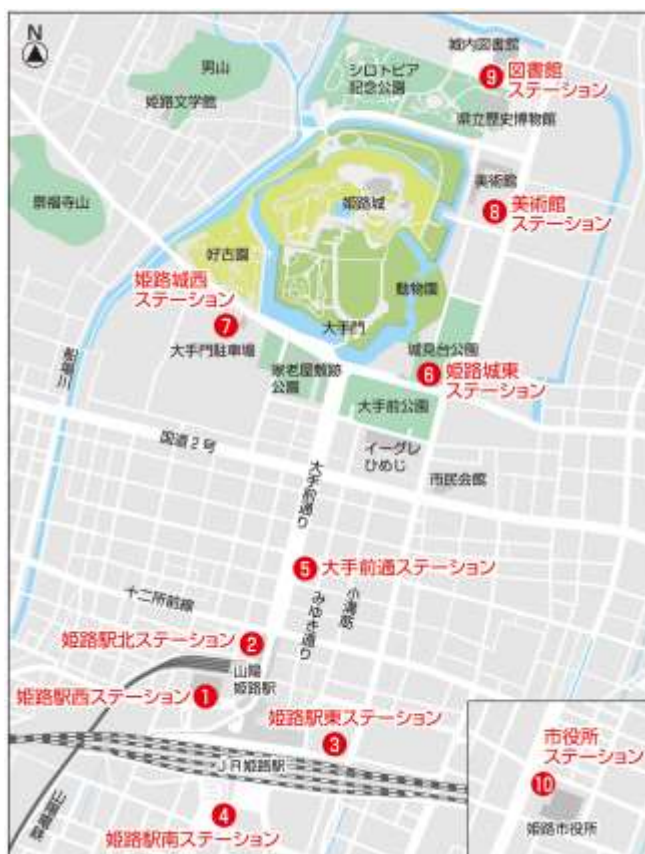 N
城内図書館
男山
シロトピア
記念公園
9
図書館
ステーション
姫路文学館
県立歴史博物館
美術館
景福寺山
姫路城
8
美術館
ステーション
好古園
姫路城西
ステーション
動物園
7
大手門
大手門駐車場
城見台公園
家老屋敷跡
公園
6
姫路城東
ステーション
船場川
大手前公園
国道2号
イーグレ
ひめじ
市民会館
大手前通り
5
大手前通ステーション
十二所前線
小溝筋
みゆき通り
姫路駅北ステーション
2
山陽
姫路駅
姫路駅西ステーション
1
姫路駅東ステーション
3
市役所
ステーション
JR姫路駅
10
山陽電鉄
4
姫路市役所
姫路駅南ステーション